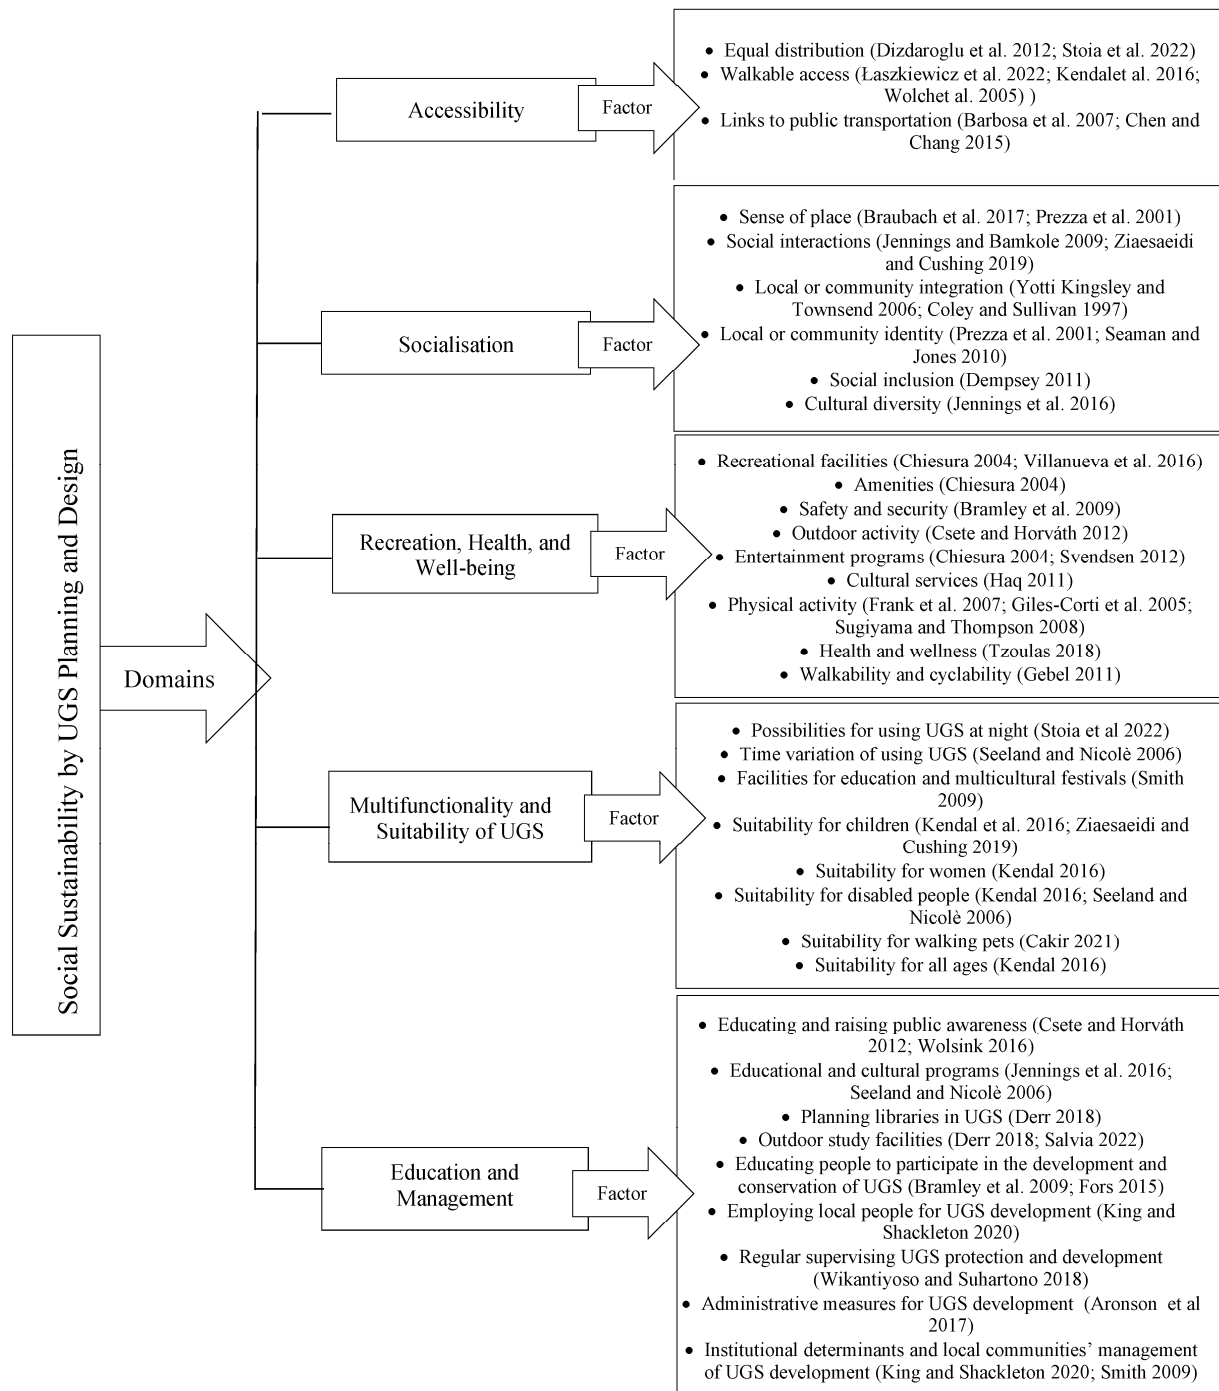 Social Sustainability by UGS Planning and Design
Domains
Accessibility
Factor
• Equal distribution (Dizdaroglu et al. 2012; Stoia et al. 2022)
• Walkable access (Łaszkiewicz et al. 2022; Kendalet al. 2016;
Wolchet al. 2005) )
• Links to public transportation (Barbosa et al. 2007; Chen and
Chang 2015)
Socialisation
Factor
• Sense of place (Braubach et al. 2017; Prezza et al. 2001)
• Social interactions (Jennings and Bamkole 2009; Ziaesaeidi
and Cushing 2019)
• Local or community integration (Yotti Kingsley and
Townsend 2006; Coley and Sullivan 1997)
• Local or community identity (Prezza et al. 2001; Seaman and
Jones 2010)
• Social inclusion (Dempsey 2011)
• Cultural diversity (Jennings et al. 2016)
Recreation, Health, and
Well-being
Factor
• Recreational facilities (Chiesura 2004; Villanueva et al. 2016)
• Amenities (Chiesura 2004)
• Safety and security (Bramley et al. 2009)
• Outdoor activity (Csete and Horváth 2012)
• Entertainment programs (Chiesura 2004; Svendsen 2012)
• Cultural services (Haq 2011)
• Physical activity (Frank et al. 2007; Giles-Corti et al. 2005;
Sugiyama and Thompson 2008)
• Health and wellness (Tzoulas 2018)
• Walkability and cyclability (Gebel 2011)
Multifunctionality and
Suitability of UGS
Factor
• Possibilities for using UGS at night (Stoia et al 2022)
• Time variation of using UGS (Seeland and Nicolè 2006)
• Facilities for education and multicultural festivals (Smith
2009)
• Suitability for children (Kendal et al. 2016; Ziaesaeidi and
Cushing 2019)
• Suitability for women (Kendal 2016)
• Suitability for disabled people (Kendal 2016; Seeland and
Nicolè 2006)
• Suitability for walking pets (Cakir 2021)
• Suitability for all ages (Kendal 2016)
Education and
Management
Factor
• Educating and raising public awareness (Csete and Horváth
2012; Wolsink 2016)
• Educational and cultural programs (Jennings et al. 2016;
Seeland and Nicolè 2006)
• Planning libraries in UGS (Derr 2018)
• Outdoor study facilities (Derr 2018; Salvia 2022)
• Educating people to participate in the development and
conservation of UGS (Bramley et al. 2009; Fors 2015)
• Employing local people for UGS development (King and
Shackleton 2020)
• Regular supervising UGS protection and development
(Wikantiyoso and Suhartono 2018)
• Administrative measures for UGS development (Aronson et al
2017)
• Institutional determinants and local communities’ management
of UGS development (King and Shackleton 2020; Smith 2009)